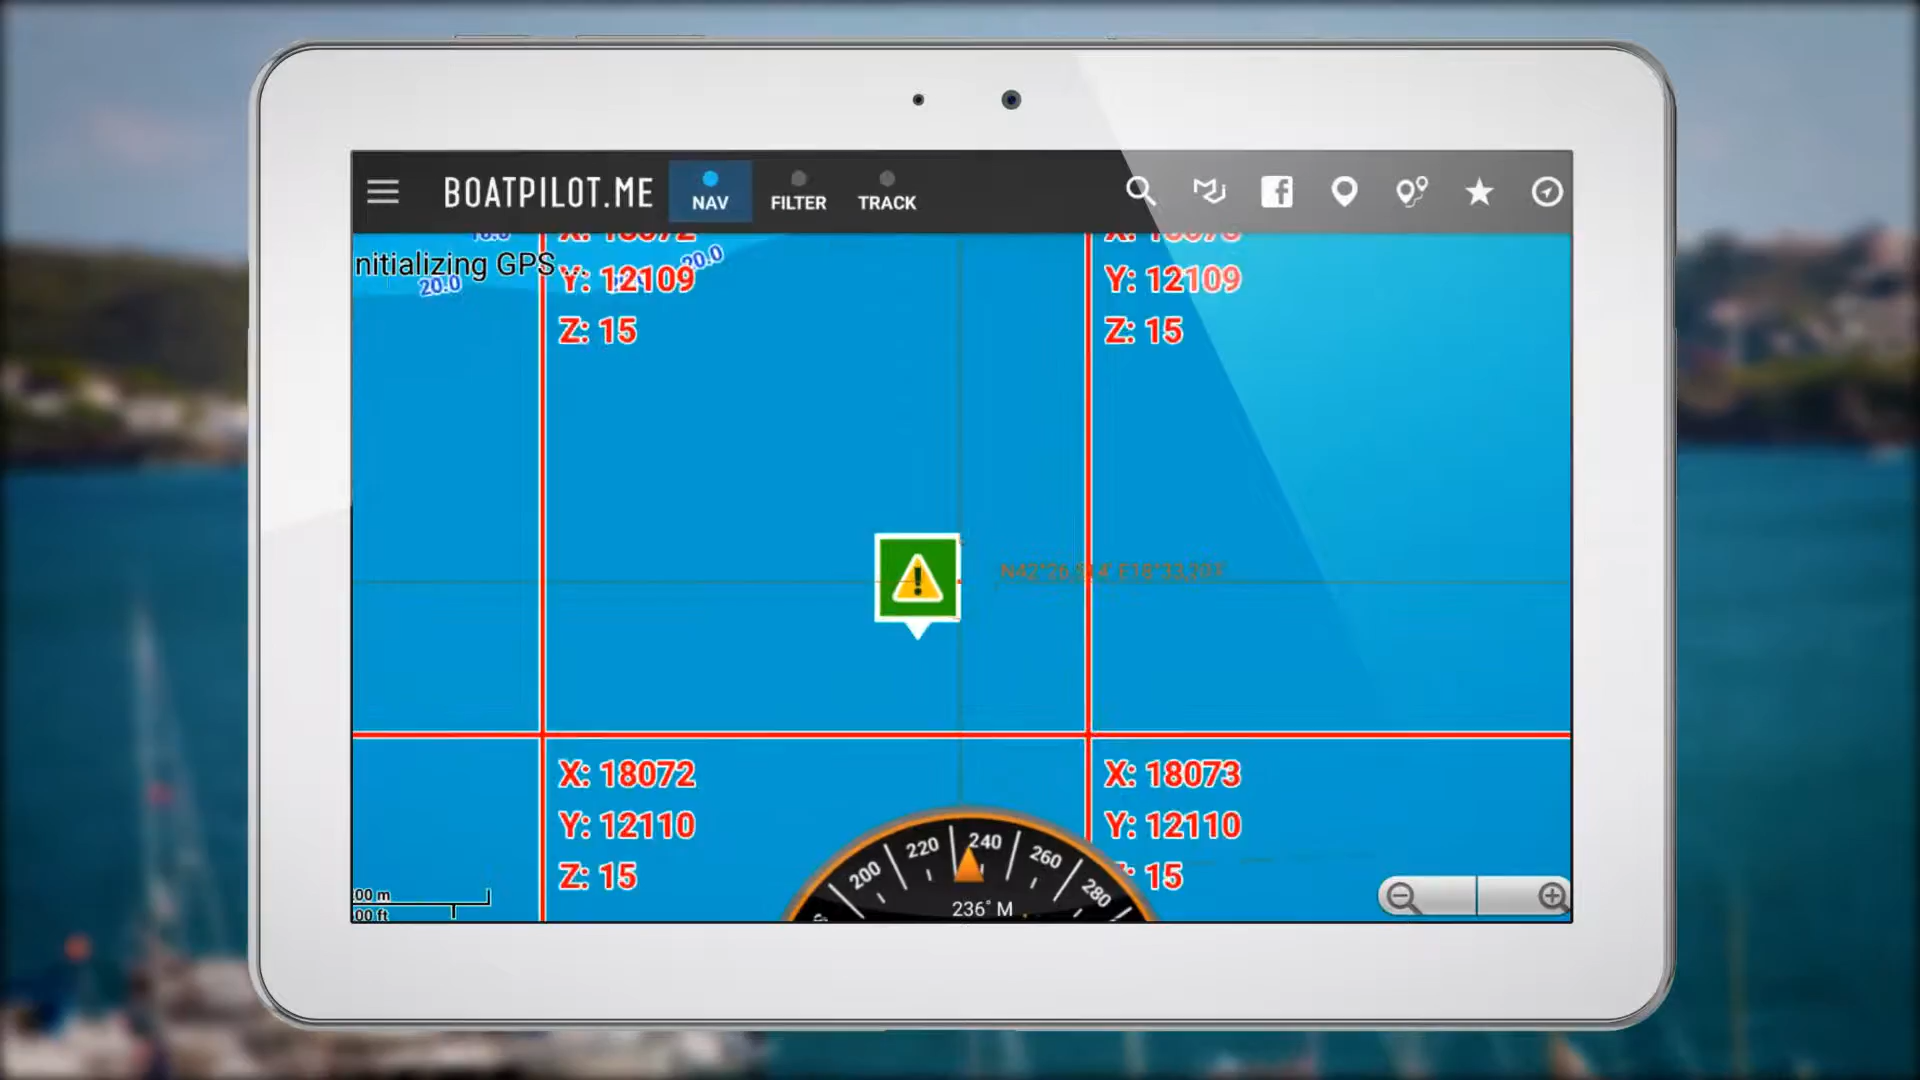 BOATPILOT.ME NAV FILTER TRACK
nitializing GPS...
20.0
20.0
Y: 12109
Z: 15
Y: 12109
Z: 15
X: 18072
Y: 12110
Z: 15
X: 18073
Y: 12110
15
200 220 240 260 280
236° M
00 m
00 ft